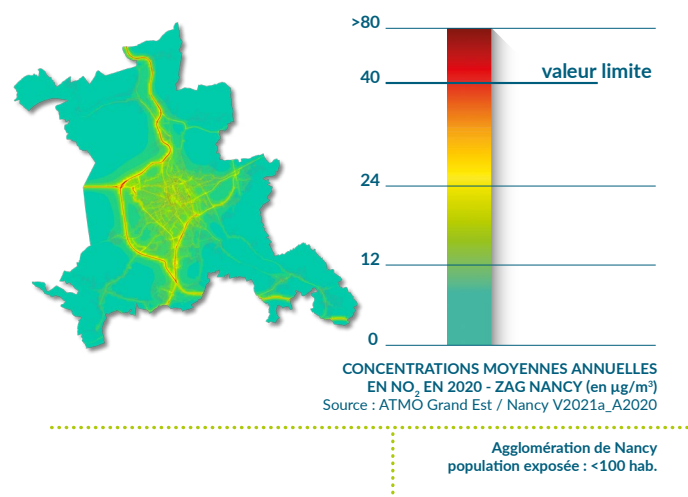 >80
valeur limite
40
24
12
0
CONCENTRATIONS MOYENNES ANNUELLES
EN NO2 EN 2020 - ZAG NANCY (en µg/m³)
Source : ATMO Grand Est / Nancy V2021a_A2020
Agglomération de Nancy
population exposée : <100 hab.